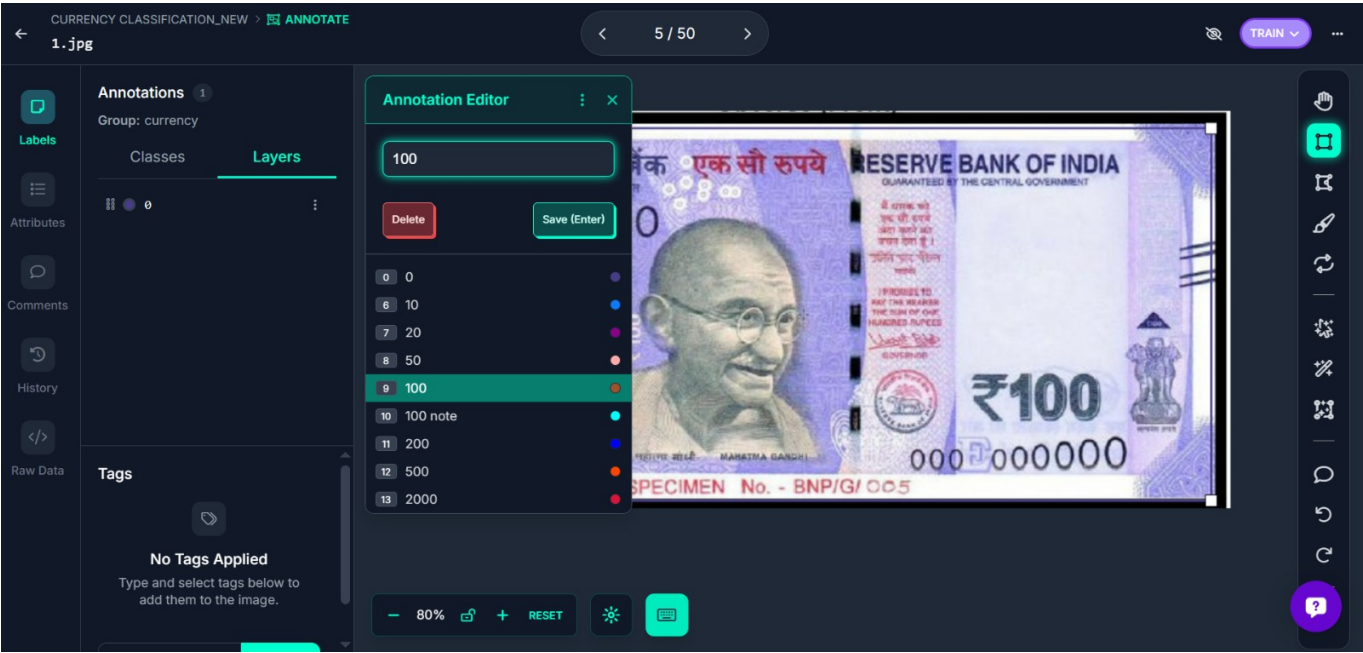 CURRENCY CLASSIFICATION_NEW > ANNOTATE
1.jpg
5 / 50
TRAIN
Labels
Attributes
Comments
History
Raw Data
Annotations 1
Group: currency
Classes Layers
0
Tags
No Tags Applied
Type and select tags below to
add them to the image.
Annotation Editor
100
Delete Save (Enter)
0 0
6 10
7 20
8 50
9 100
10 100 note
11 200
12 500
13 2000
एक सौ रुपये RESERVE BANK OF INDIA
GUARANTEED BY THE CENTRAL GOVERNMENT
0
I PROMISE TO
PAY THE BEARER
THE SUM OF ONE
HUNDRED RUPEES
GOVERNOR
₹100
MAHATMA GANDHI
000 E 000000
SPECIMEN No. - BNP/G/ 005
80% RESET